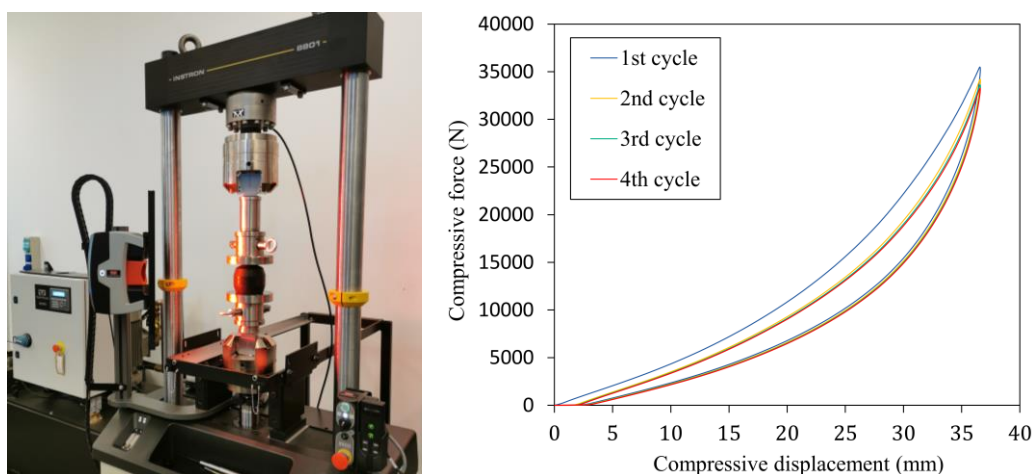 INSTRON 8801
40000
35000
30000
25000
20000
15000
10000
5000
0
Compressive force (N)
1st cycle
2nd cycle
3rd cycle
4th cycle
0 5 10 15 20 25 30 35 40
Compressive displacement (mm)